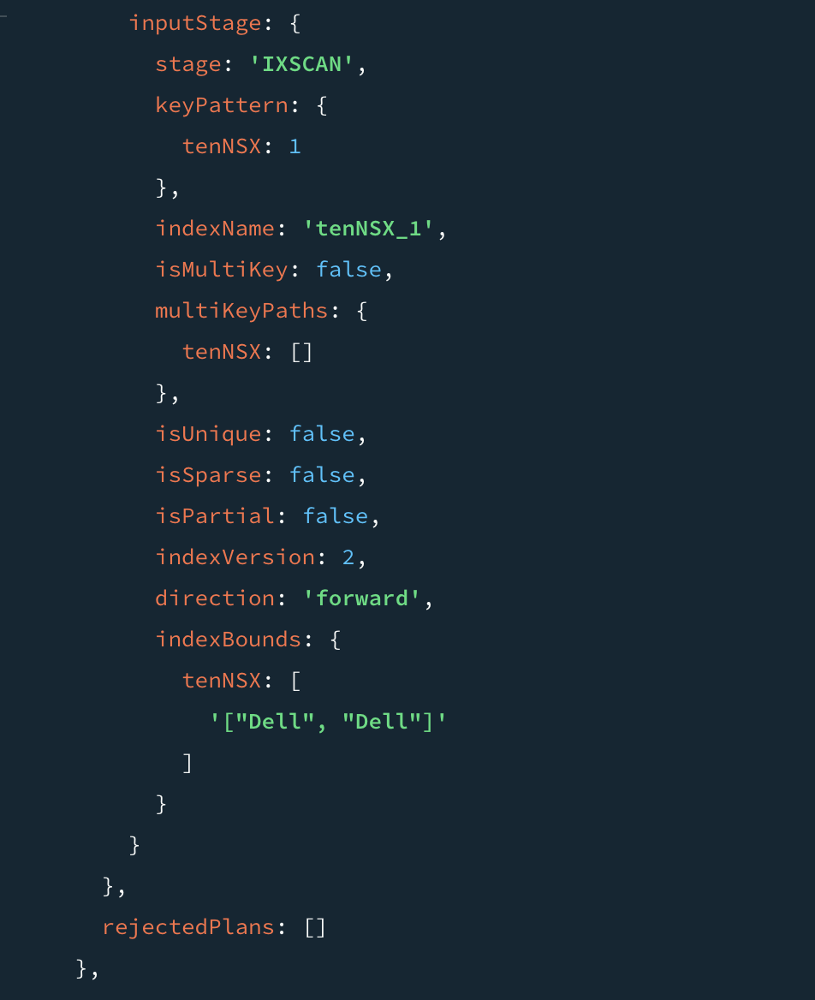 inputStage: {
stage: 'IXSCAN',
keyPattern: {
tenNSX: 1
},
indexName: 'tenNSX_1',
isMultiKey: false,
multiKeyPaths: {
tenNSX: []
},
isUnique: false,
isSparse: false,
isPartial: false,
indexVersion: 2,
direction: 'forward',
indexBounds: {
tenNSX: [
'["Dell", "Dell"]'
]
}
}
},
rejectedPlans: []
},